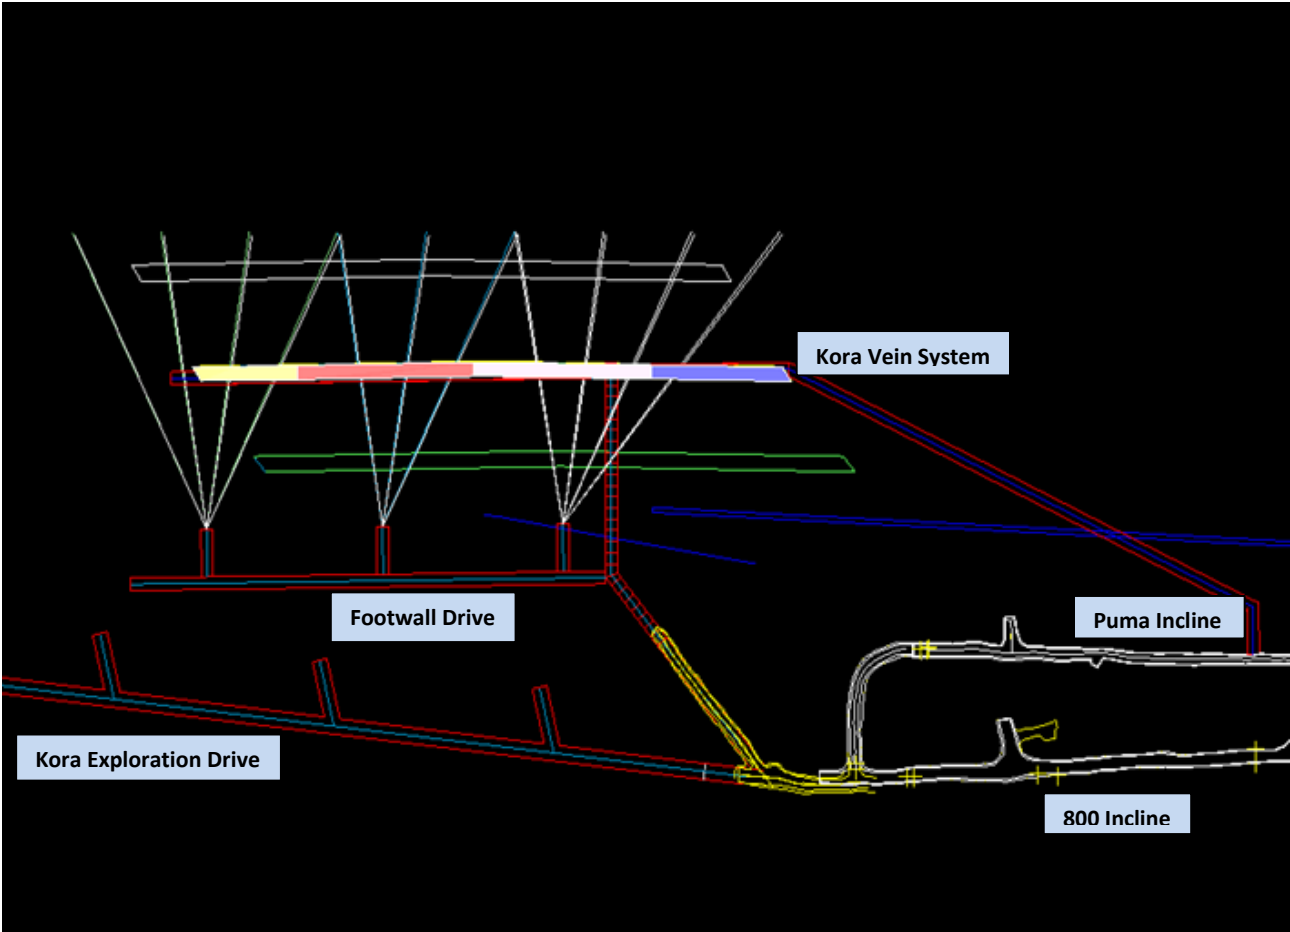 Kora Vein System
Footwall Drive
Puma Incline
Kora Exploration Drive
800 Incline